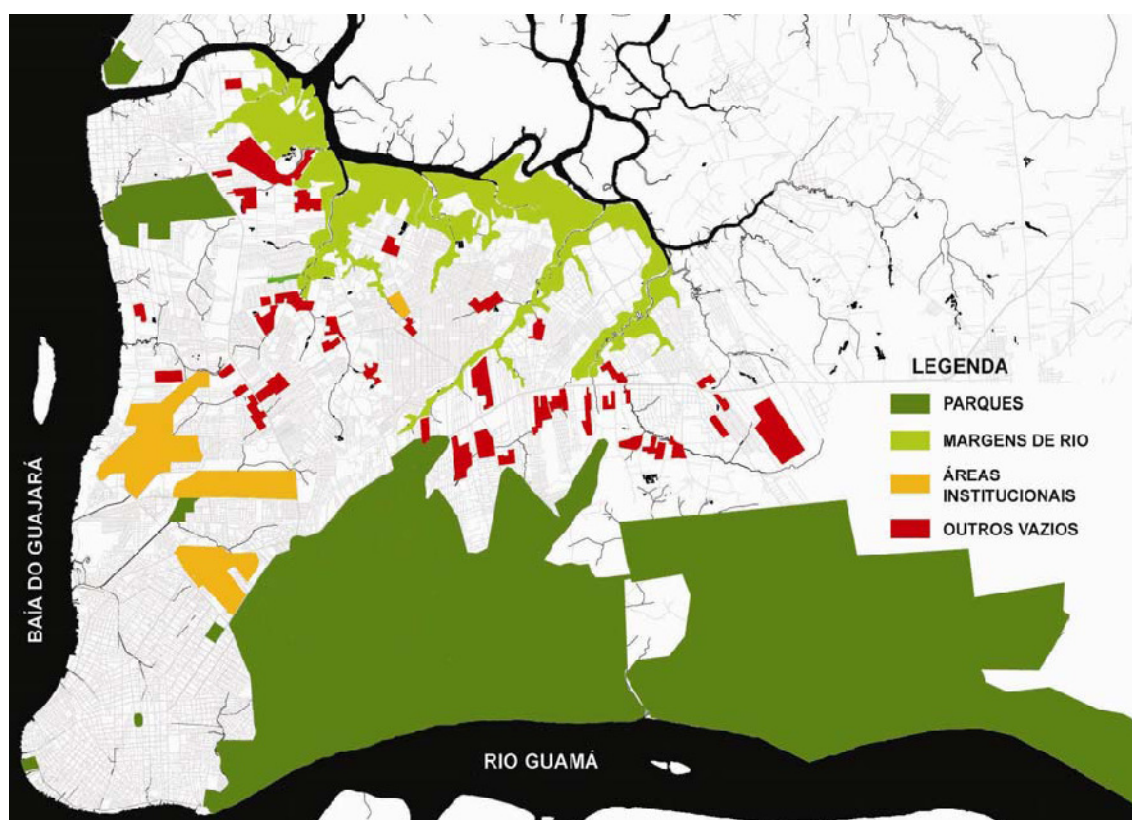 LEGENDA
PARQUES
MARGENS DE RIO
ÁREAS
INSTITUCIONAIS
OUTROS VAZIOS
BAÍA DO GUAJARÁ
RIO GUAMÁ